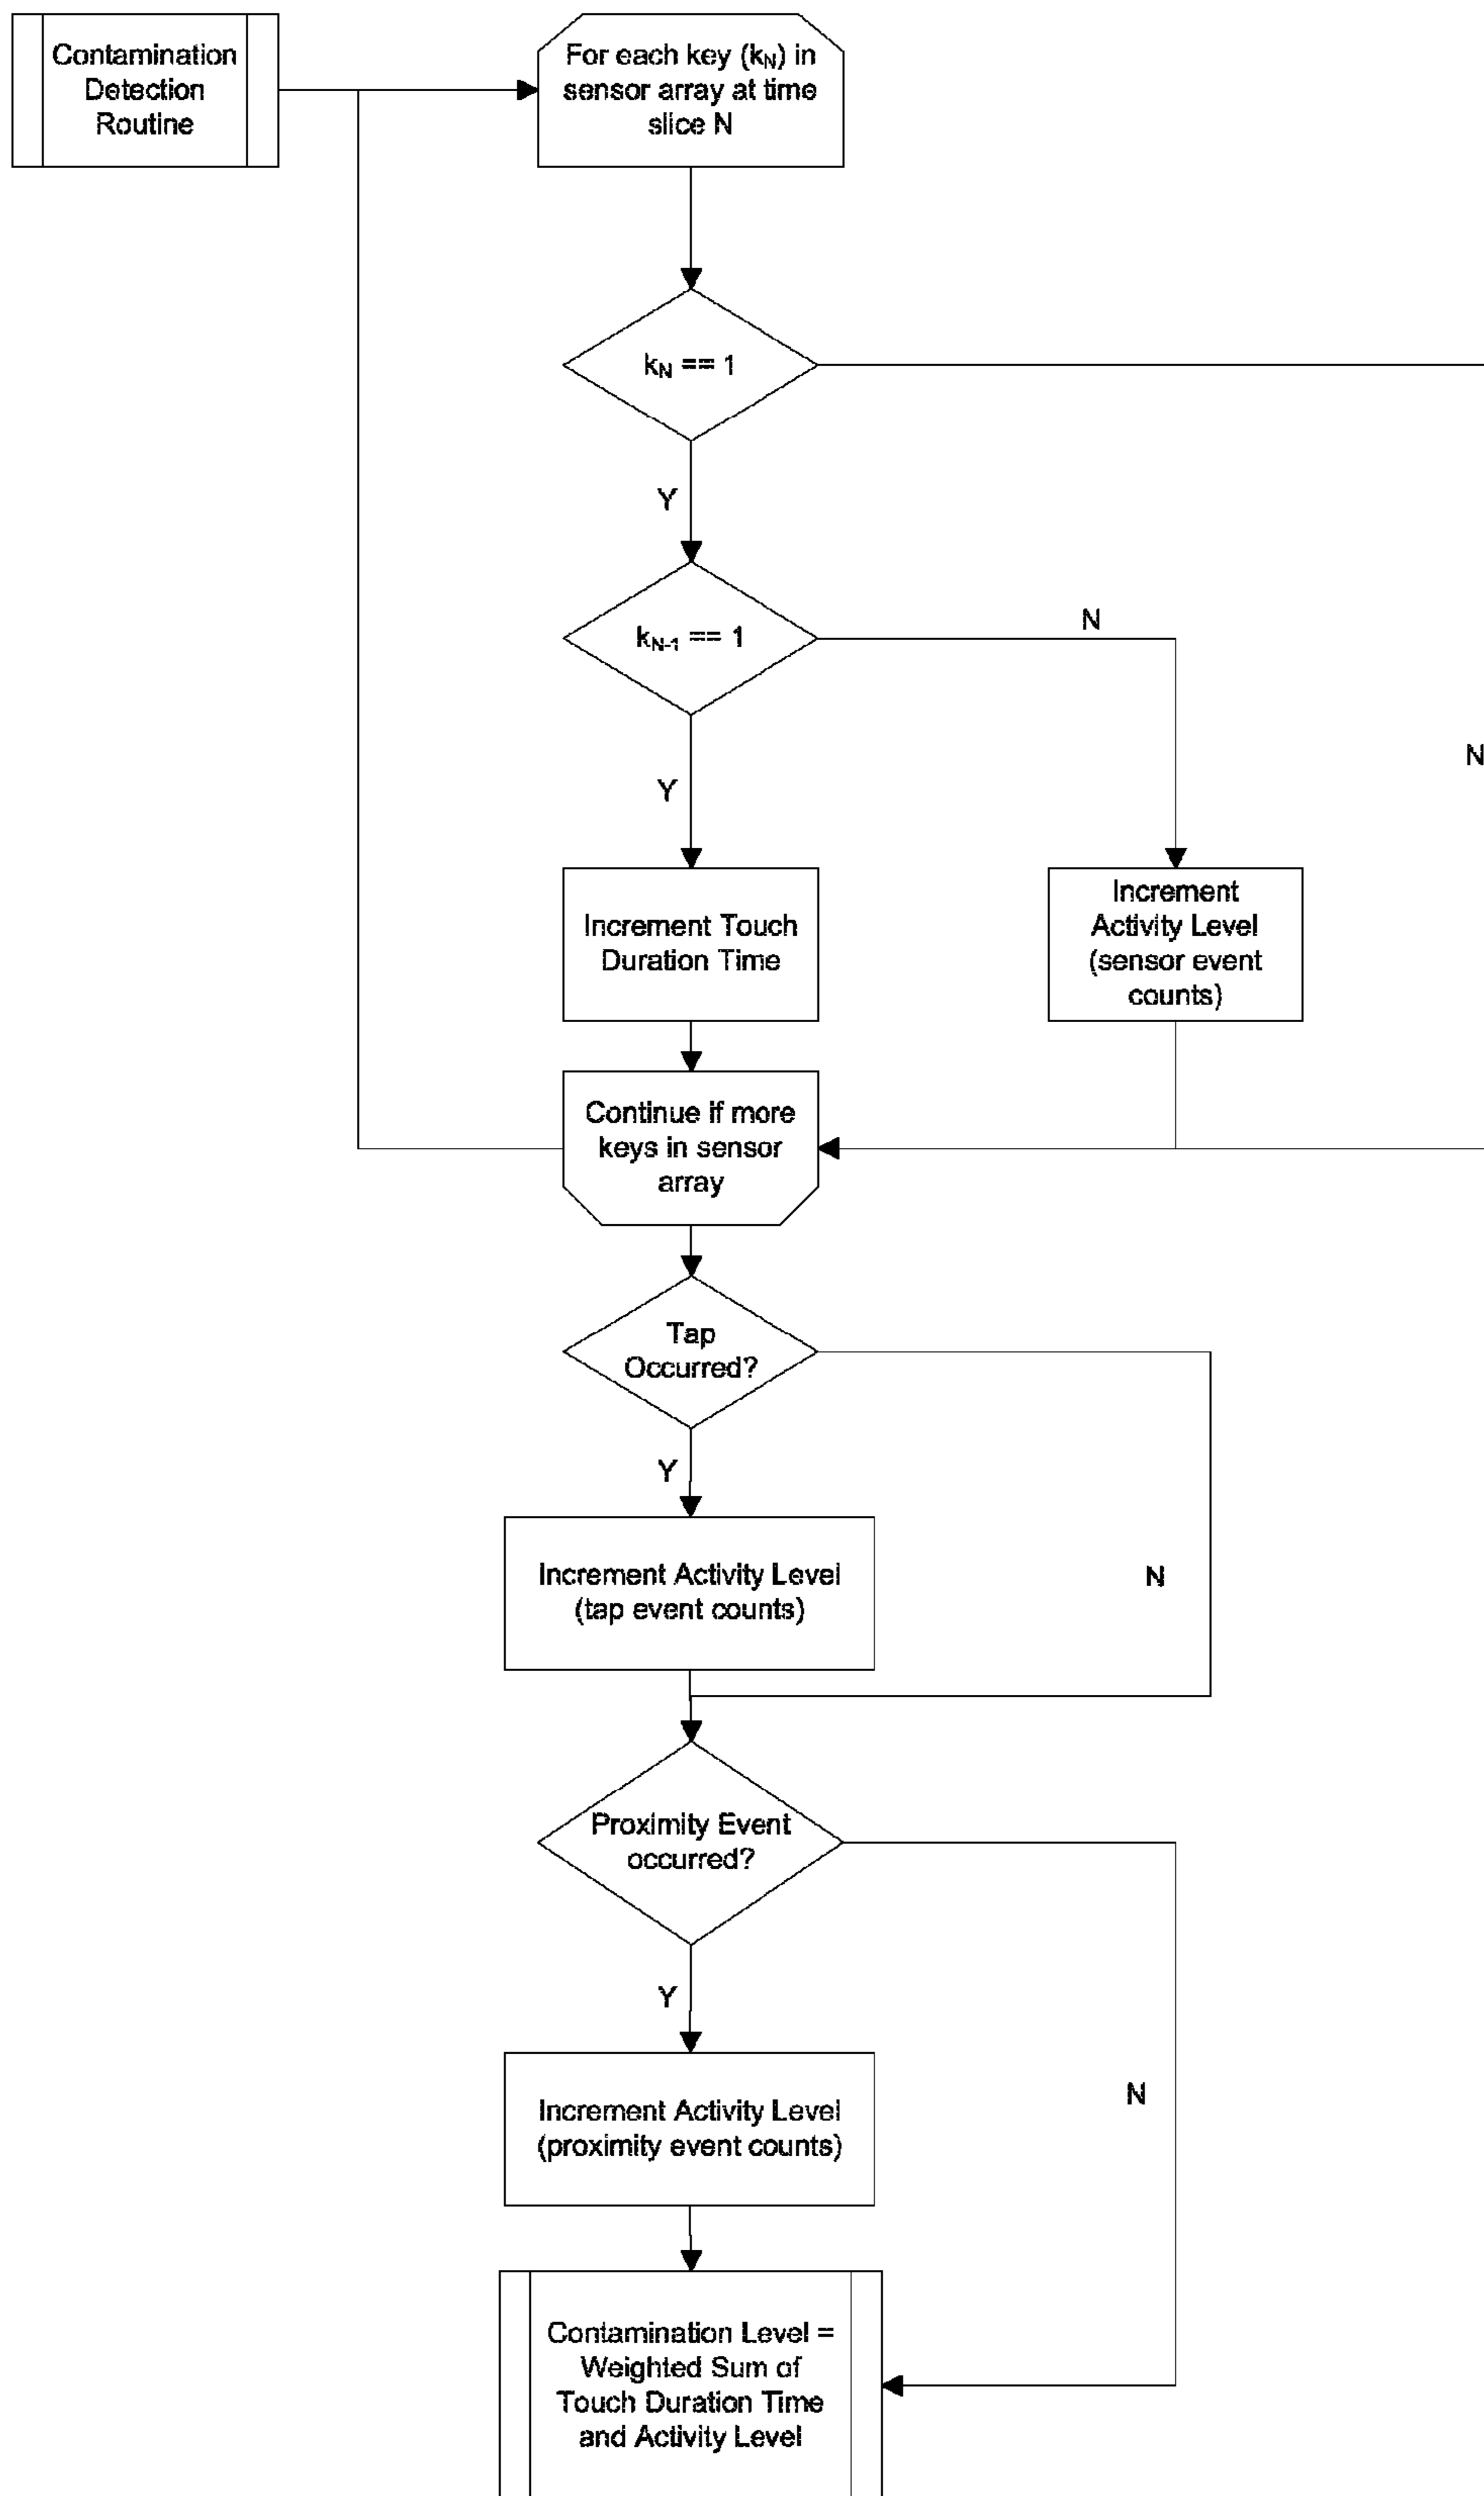 Contamination
Detection
Routine
For each key (kN) in
sensor array at time
slice N
kN == 1
Y
kN-1 == 1
N
N
Y
Increment Touch
Duration Time
Increment
Activity Level
(sensor event
counts)
Continue if more
keys in sensor
array
Tap
Occurred?
Y
Increment Activity Level
(tap event counts)
N
Proximity Event
occurred?
Y
N
Increment Activity Level
(proximity event counts)
Contamination Level =
Weighted Sum of
Touch Duration Time
and Activity Level